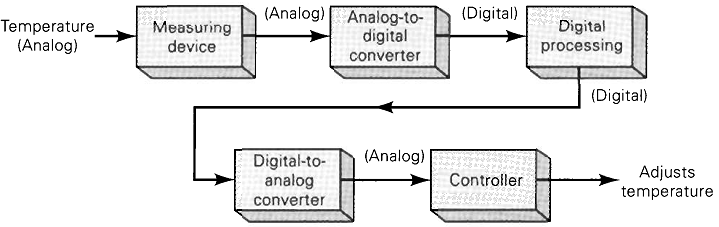 Temperature
(Analog)
Measuring
device
(Analog)
Analog-to-
digital
converter
(Digital)
Digital
processing
(Digital)
Digital-to-
analog
converter
(Analog)
Controller
Adjusts
temperature